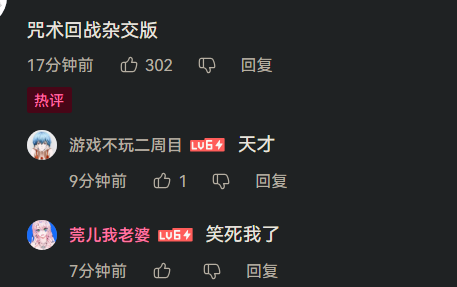 咒术回战杂交版
17分钟前 302 回复
热评
游戏不玩二周目 LV6 天才
9分钟前 1 回复
莞儿我老婆 LV6 笑死我了
7分钟前 回复